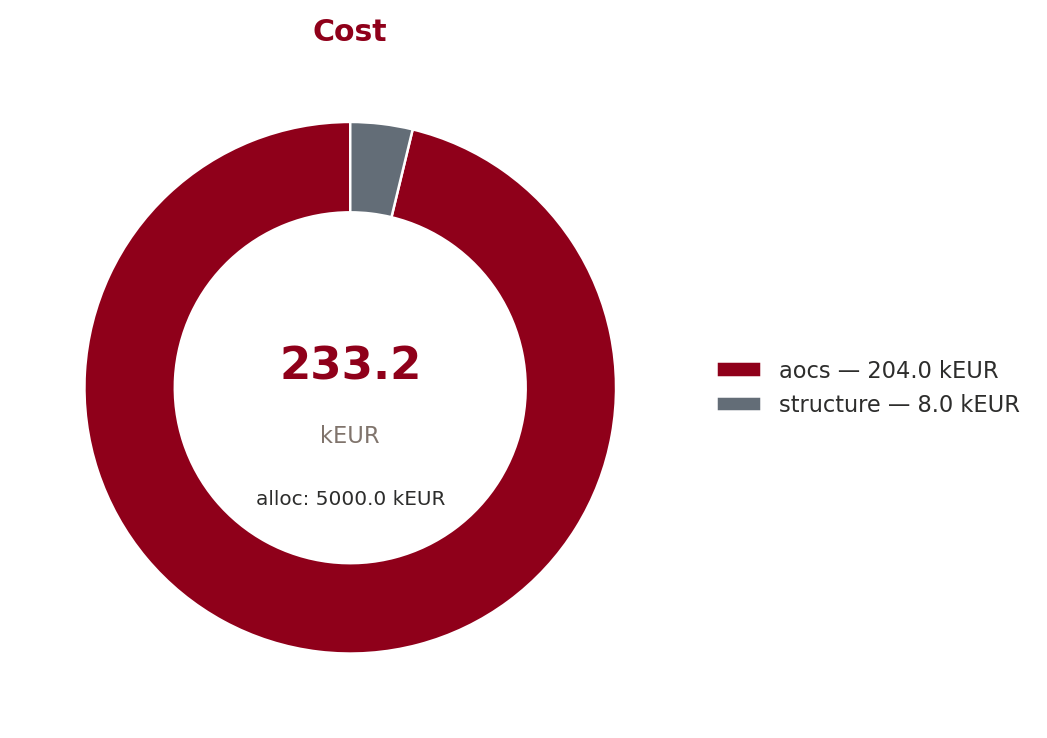 Cost
233.2
kEUR
alloc: 5000.0 kEUR
aocs — 204.0 kEUR
structure — 8.0 kEUR